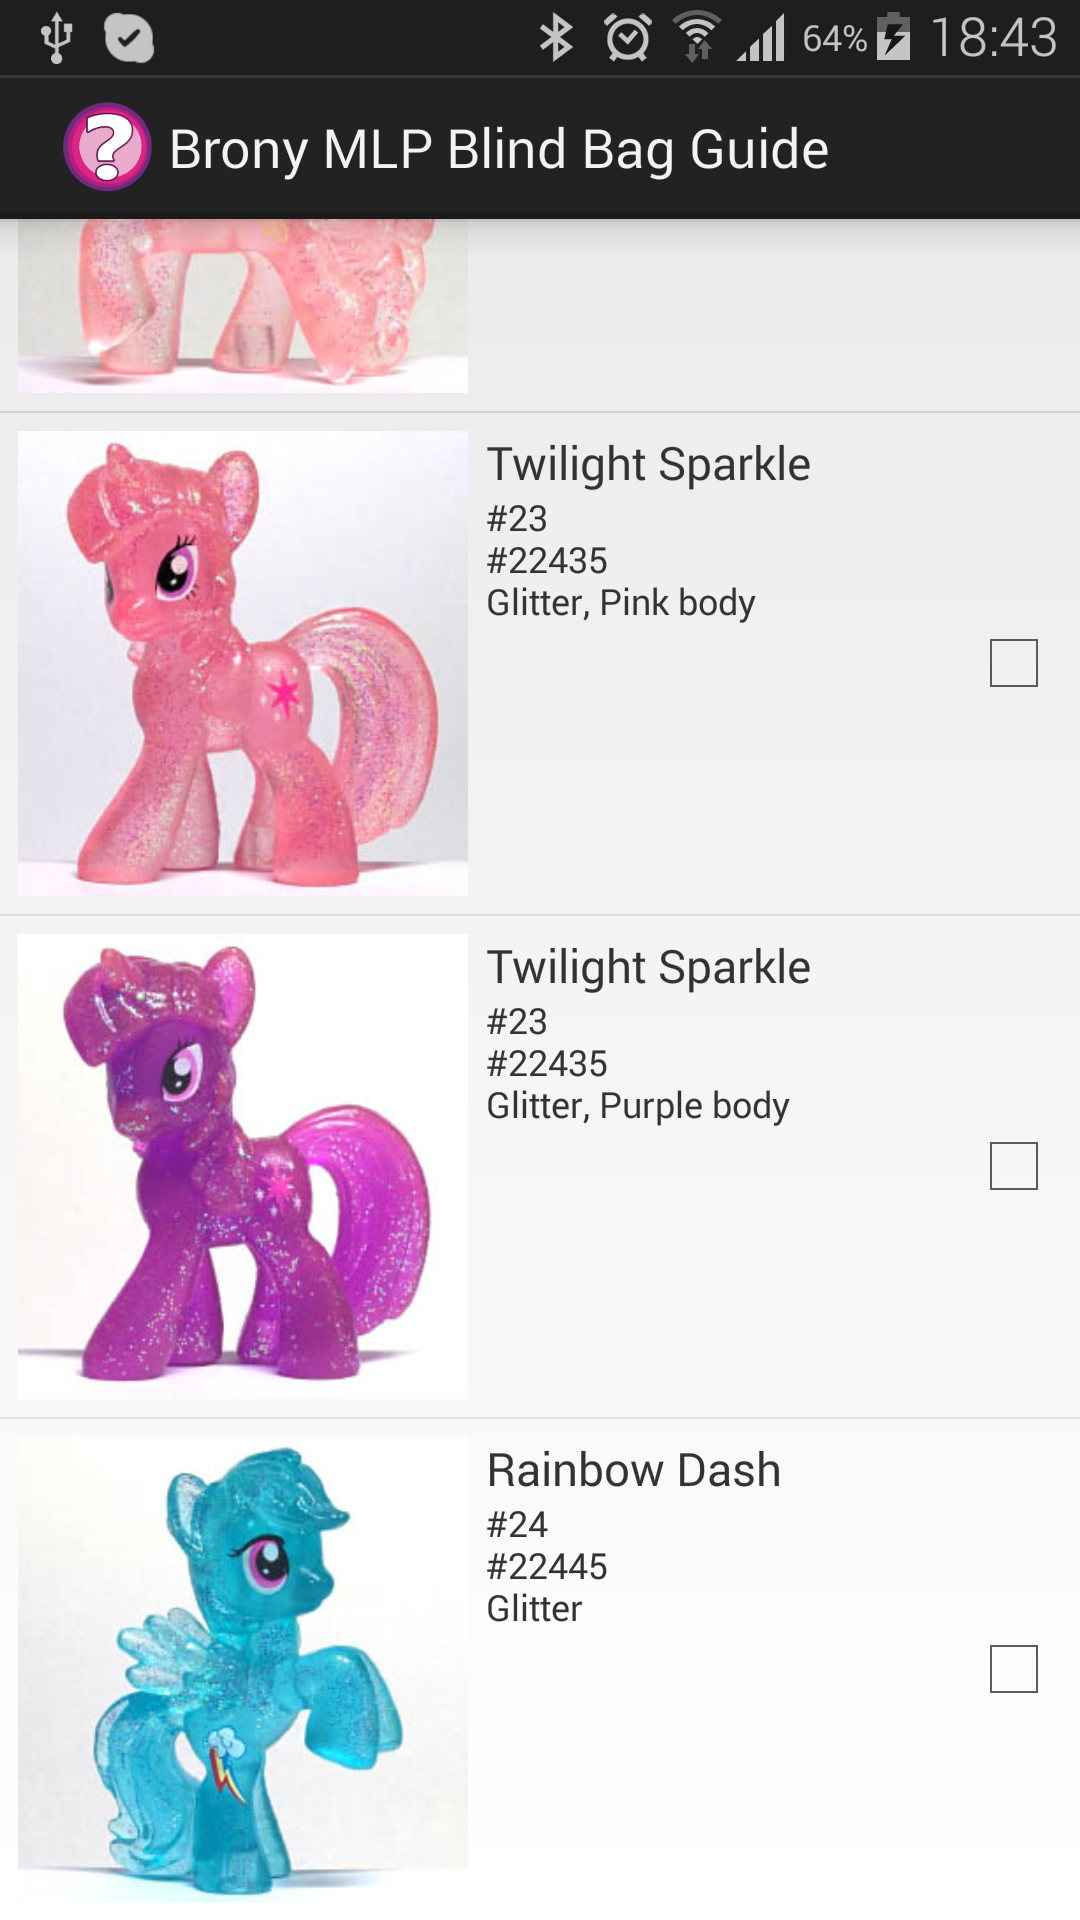 64% 18:43
? Brony MLP Blind Bag Guide
Twilight Sparkle
#23
#22435
Glitter, Pink body
Twilight Sparkle
#23
#22435
Glitter, Purple body
Rainbow Dash
#24
#22445
Glitter